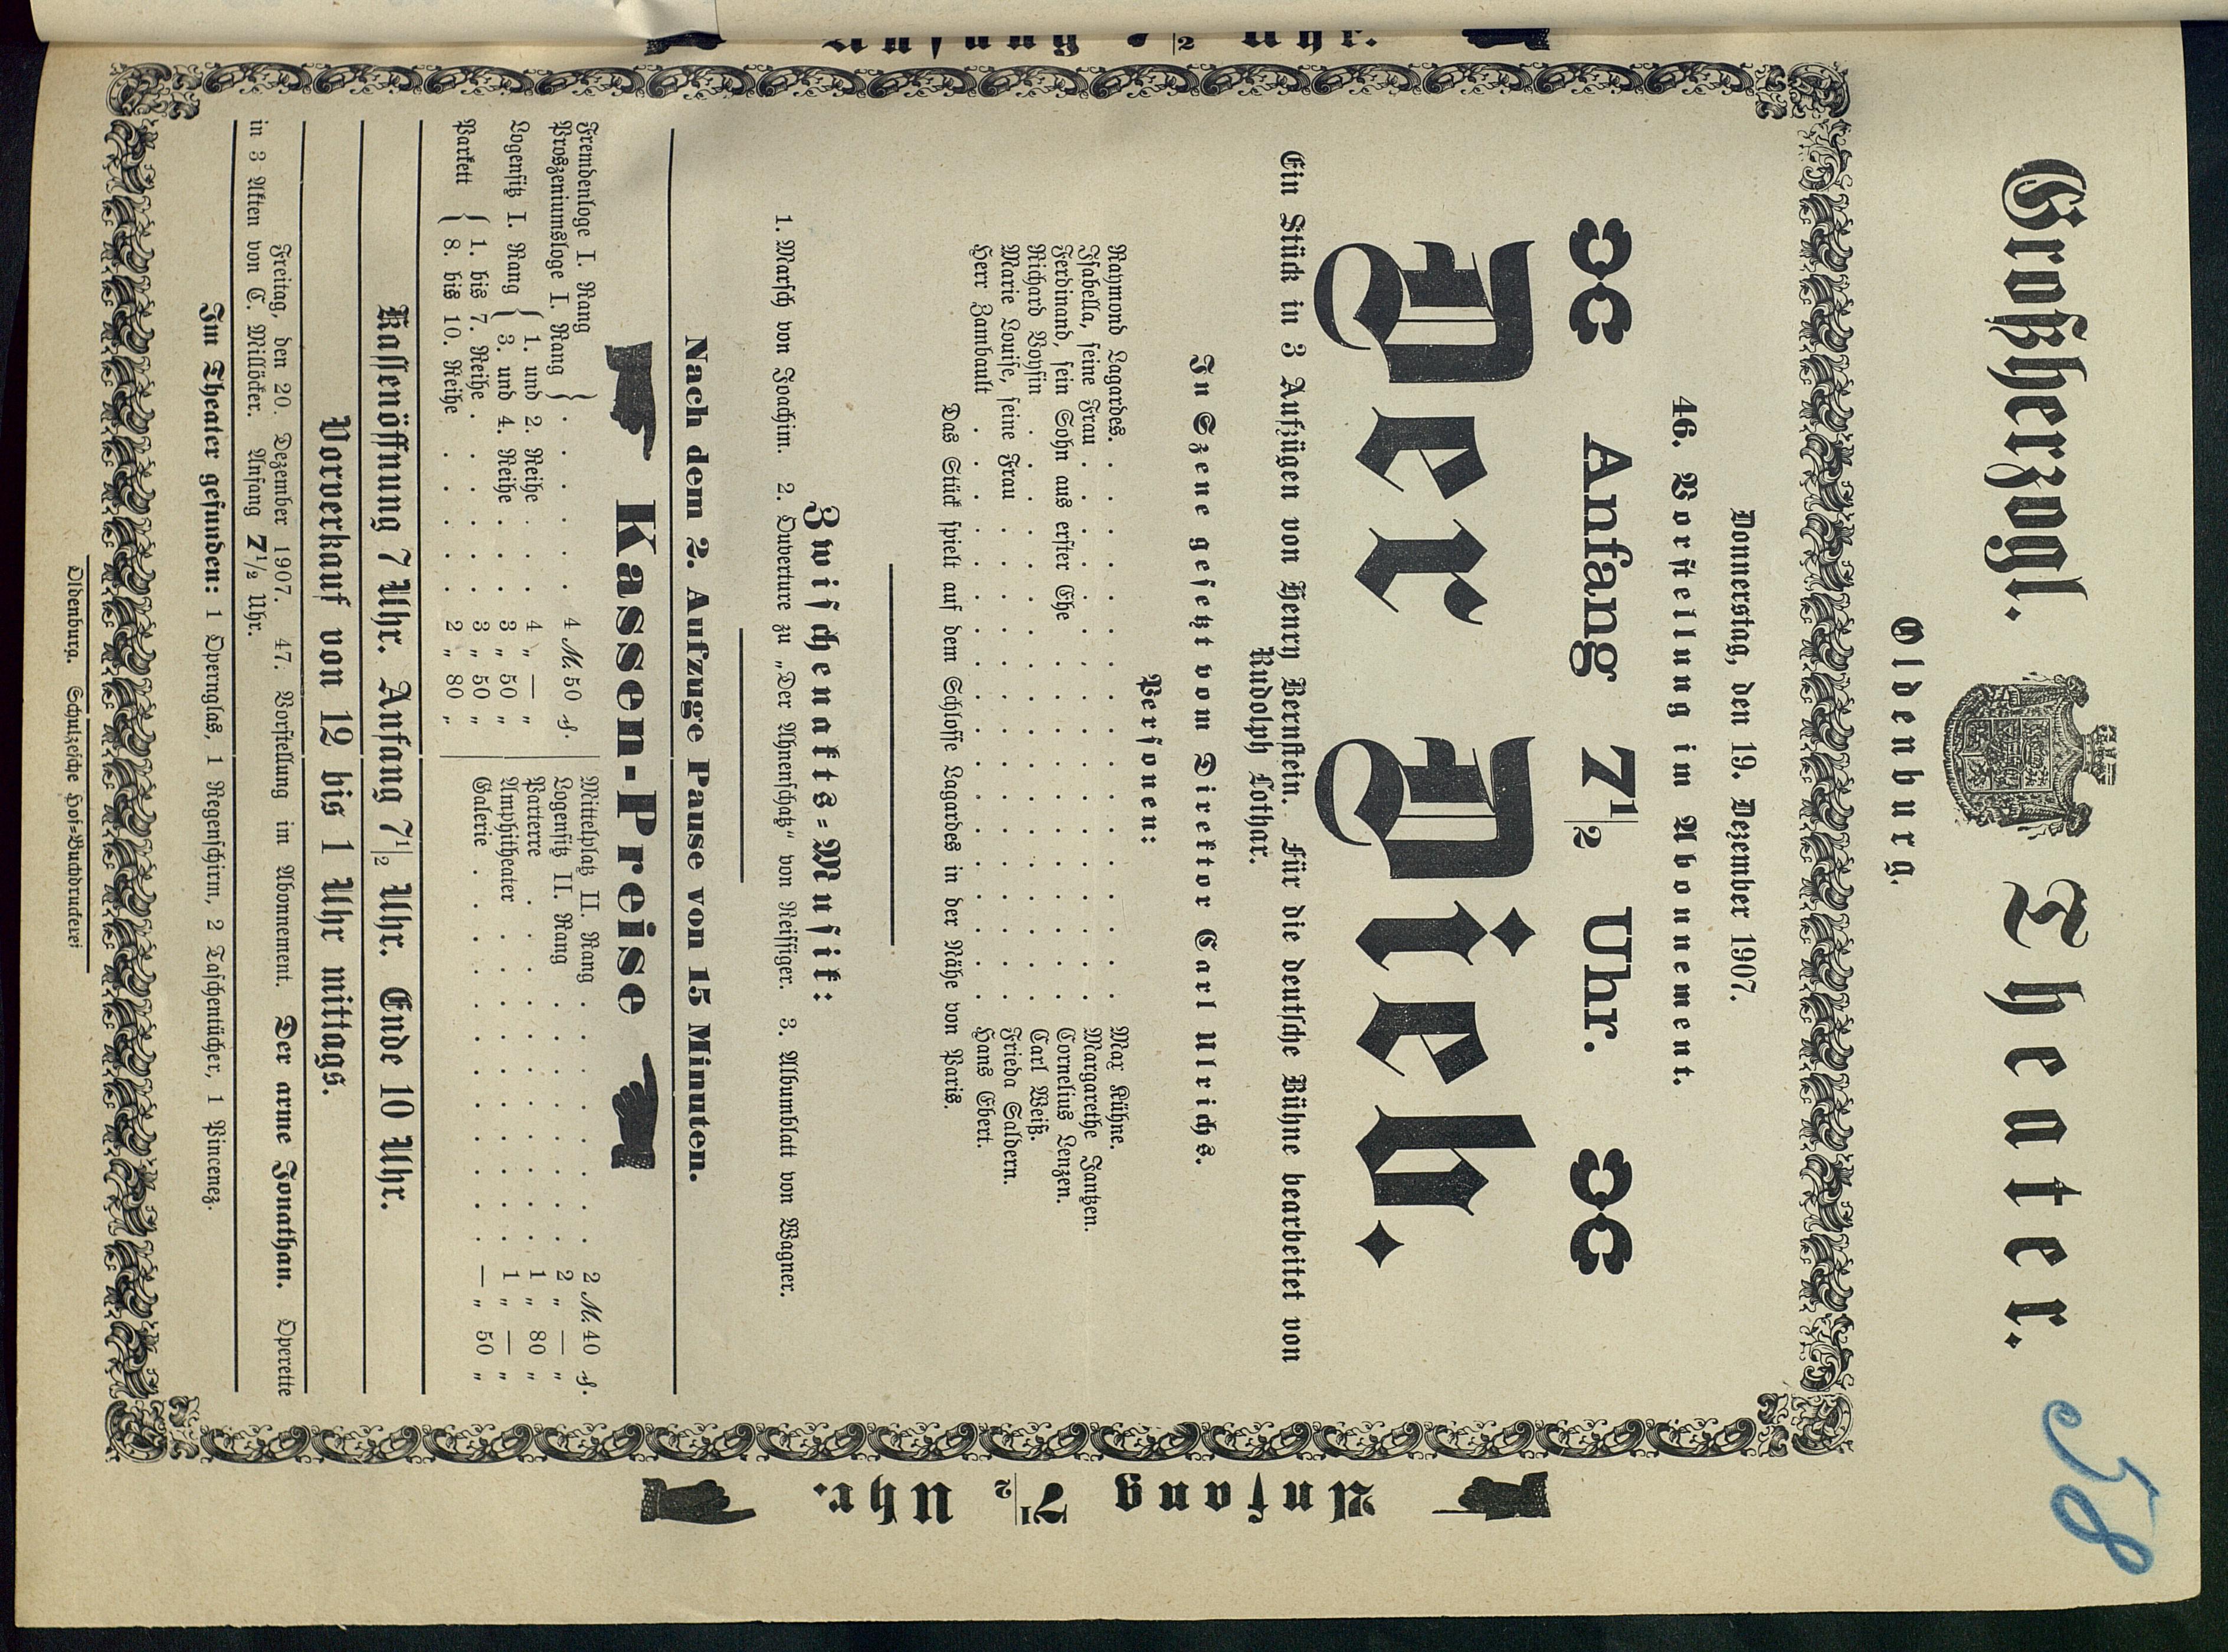 58
Großherzogl. Theater.
Oldenburg.
Donnerstag, den 19. Dezember 1907.
46. Vorstellung im Abonnement.
Anfang 7½ Uhr.
Der Dieb.
Ein Stück in 3 Aufzügen von Henry Bernstein. Für die deutsche Bühne bearbeitet von
Rudolph Lothar.
In Szene gesetzt vom Direktor Carl Ulrichs.
Personen:
Raymond Lagardes . . . . . . . . . . Max Kühne.
Isabella, seine Frau . . . . . . . . . . Margarethe Jantzen.
Ferdinand, sein Sohn aus erster Ehe . . . . . . Cornelius Lenzen.
Richard Voysin . . . . . . . . . . Carl Weiß.
Marie Louise, seine Frau . . . . . . . . Frieda Saldern.
Herr Zambault . . . . . . . . . . Hans Ebert.
Das Stück spielt auf dem Schlosse Lagardes in der Nähe von Paris.
Zwischenakts-Musik:
1. Marsch von Joachim. 2. Ouverture zu „Der Ahnenschatz“ von Reissiger. 3. Albumblatt von Wagner.
Nach dem 2. Aufzuge Pause von 15 Minuten.
Kassen-Preise
Fremdenloge I. Rang
Proszeniumsloge I. Rang } . . . . 4 M. 50 ₰.
Logensitz I. Rang { 1. und 2. Reihe . . . 4 „ — „
3. und 4. Reihe . . . 3 „ 50 „
Parkett { 1. bis 7. Reihe . . . . . 3 „ 50 „
8. bis 10. Reihe . . . . . 2 „ 80 „
Mittelplatz II. Rang . . . . . 2 M. 40 ₰.
Logensitz II. Rang . . . . . 2 „ — „
Parterre . . . . . . 1 „ 80 „
Amphitheater . . . . . . 1 „ — „
Galerie . . . . . . — „ 50 „
Kassenöffnung 7 Uhr. Anfang 7½ Uhr. Ende 10 Uhr.
Vorverkauf von 12 bis 1 Uhr mittags.
Freitag, den 20. Dezember 1907. 47. Vorstellung im Abonnement. Der arme Jonathan. Operette
in 3 Akten von C. Millöcker. Anfang 7½ Uhr.
Im Theater gefunden: 1 Opernglas, 1 Regenschirm, 2 Taschentücher, 1 Pincenez.
Oldenburg. Schulzesche Hof-Buchdruckerei
Anfang 7½ Uhr.